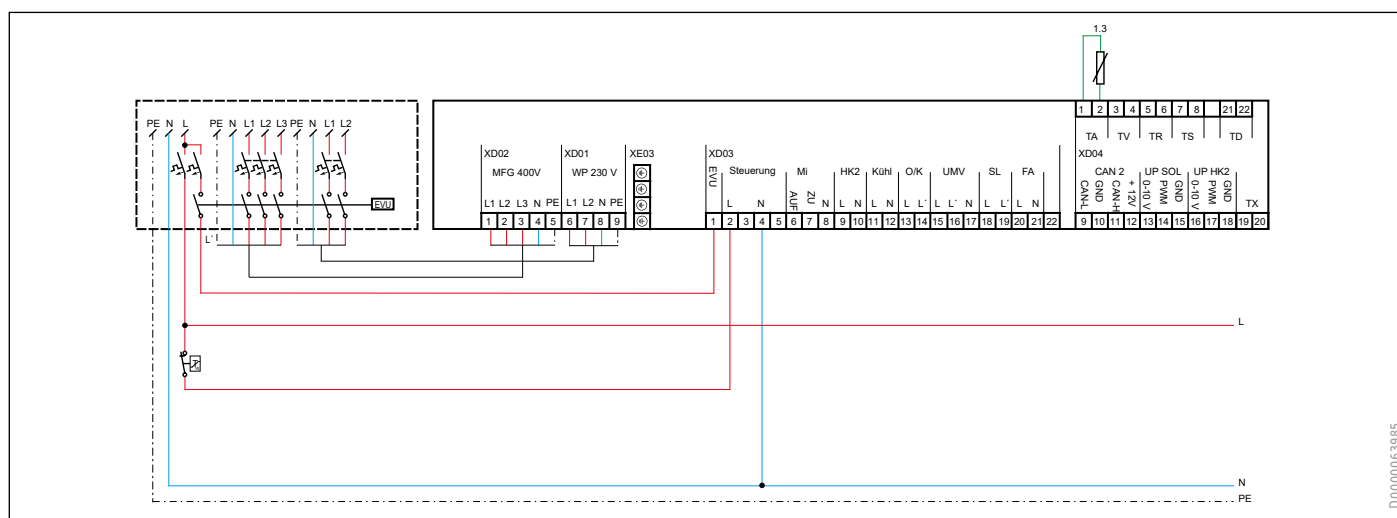 1.3
1 2 3 4 5 6 7 8 21 22
TA TV TR TS TD
PE N L PE N L1 L2 L3 PE N L1 L2
XD02 XD01 XE03 XD03 XD04
MFG 400V WP 230 V
EVU Steuerung Mi HK2 Kühl O/K UMV SL FA
CAN 2 UP SOL UP HK2
L N AUF ZU N L N L N L L' L L' N L L' L N
CAN-L GND CAN-H + 12V 0-10 V PWM GND 0-10 V PWM GND TX
L1 L2 L3 N PE L1 L2 N PE
1 2 3 4 5 6 7 8 9
1 2 3 4 5 6 7 8 9 10 11 12 13 14 15 16 17 18 19 20 21 22
9 10 11 12 13 14 15 16 17 18 19 20
EVU
L'
L
N
PE
D0000063985